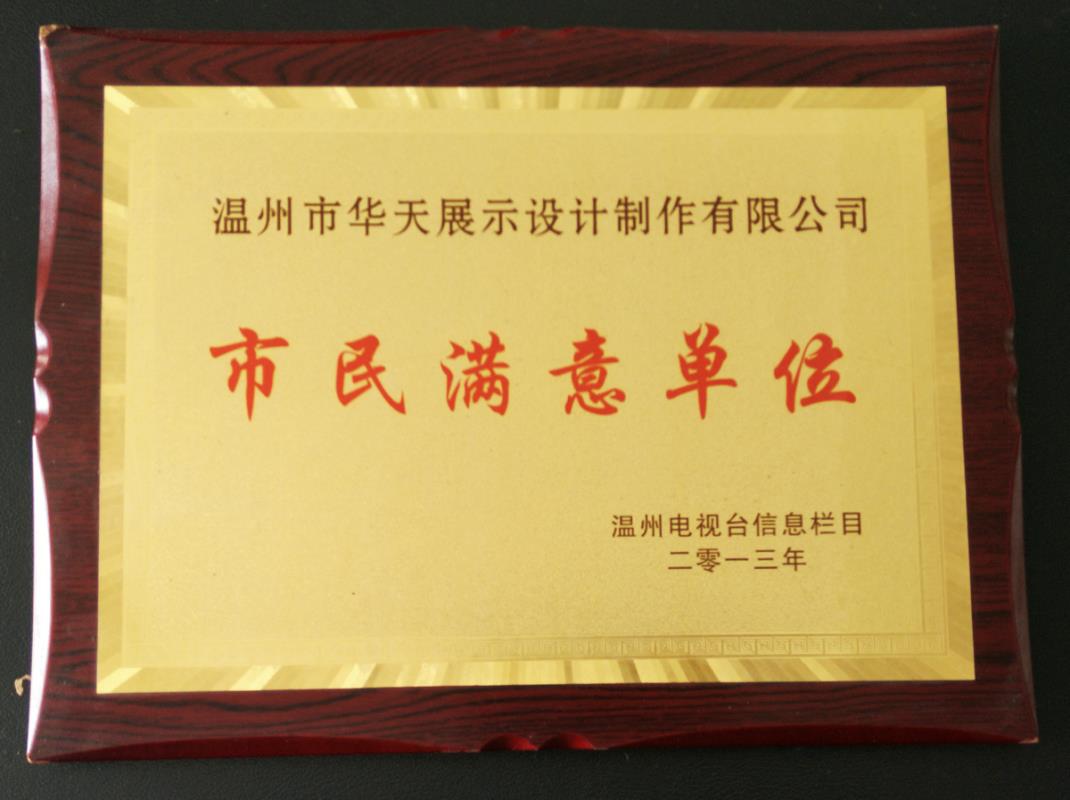 温州市华天展示设计制作有限公司
市民满意单位
温州电视台信息栏目
二零一三年